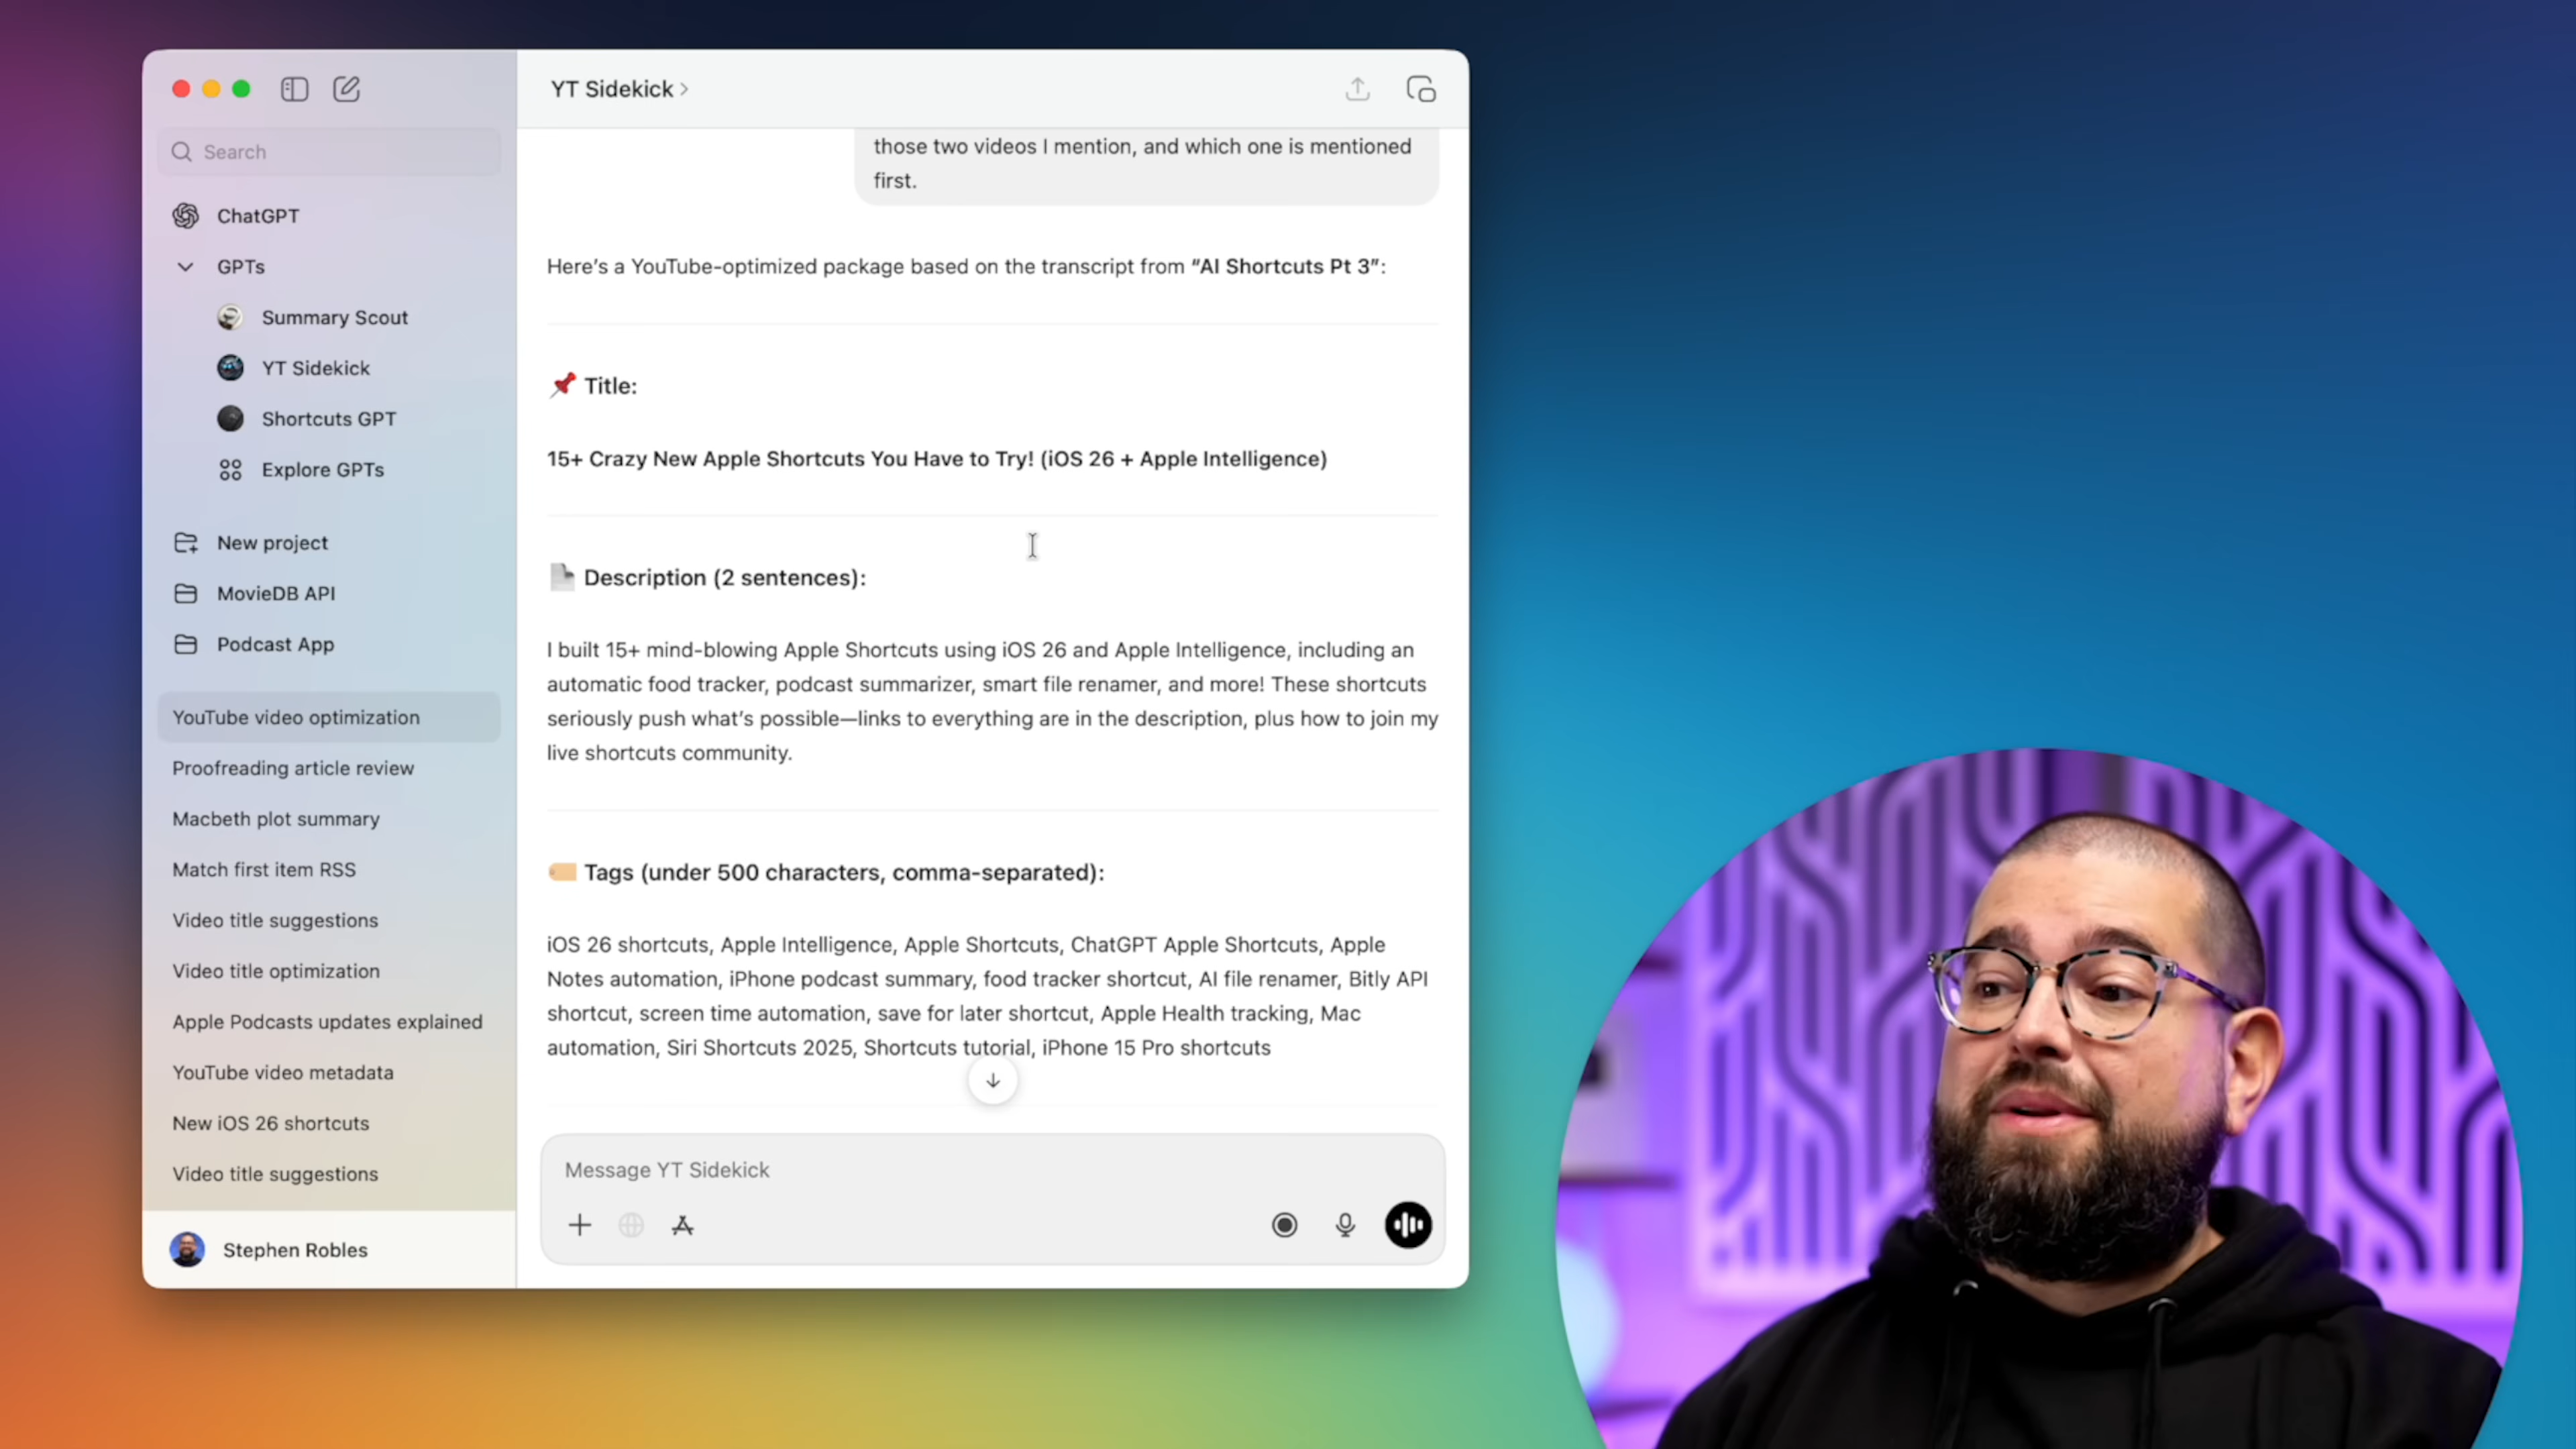 YT Sidekick
Search
ChatGPT
GPTs
Summary Scout
YT Sidekick
Shortcuts GPT
Explore GPTs
New project
MovieDB API
Podcast App
YouTube video optimization
Proofreading article review
Macbeth plot summary
Match first item RSS
Video title suggestions
Video title optimization
Apple Podcasts updates explained
YouTube video metadata
New iOS 26 shortcuts
Video title suggestions
Stephen Robles
those two videos I mention, and which one is mentioned
first.
Here's a YouTube-optimized package based on the transcript from "AI Shortcuts Pt 3":
Title:
15+ Crazy New Apple Shortcuts You Have to Try! (iOS 26 + Apple Intelligence)
Description (2 sentences):
I built 15+ mind-blowing Apple Shortcuts using iOS 26 and Apple Intelligence, including an
automatic food tracker, podcast summarizer, smart file renamer, and more! These shortcuts
seriously push what's possible—links to everything are in the description, plus how to join my
live shortcuts community.
Tags (under 500 characters, comma-separated):
iOS 26 shortcuts, Apple Intelligence, Apple Shortcuts, ChatGPT Apple Shortcuts, Apple
Notes automation, iPhone podcast summary, food tracker shortcut, AI file renamer, Bitly API
shortcut, screen time automation, save for later shortcut, Apple Health tracking, Mac
automation, Siri Shortcuts 2025, Shortcuts tutorial, iPhone 15 Pro shortcuts
Message YT Sidekick